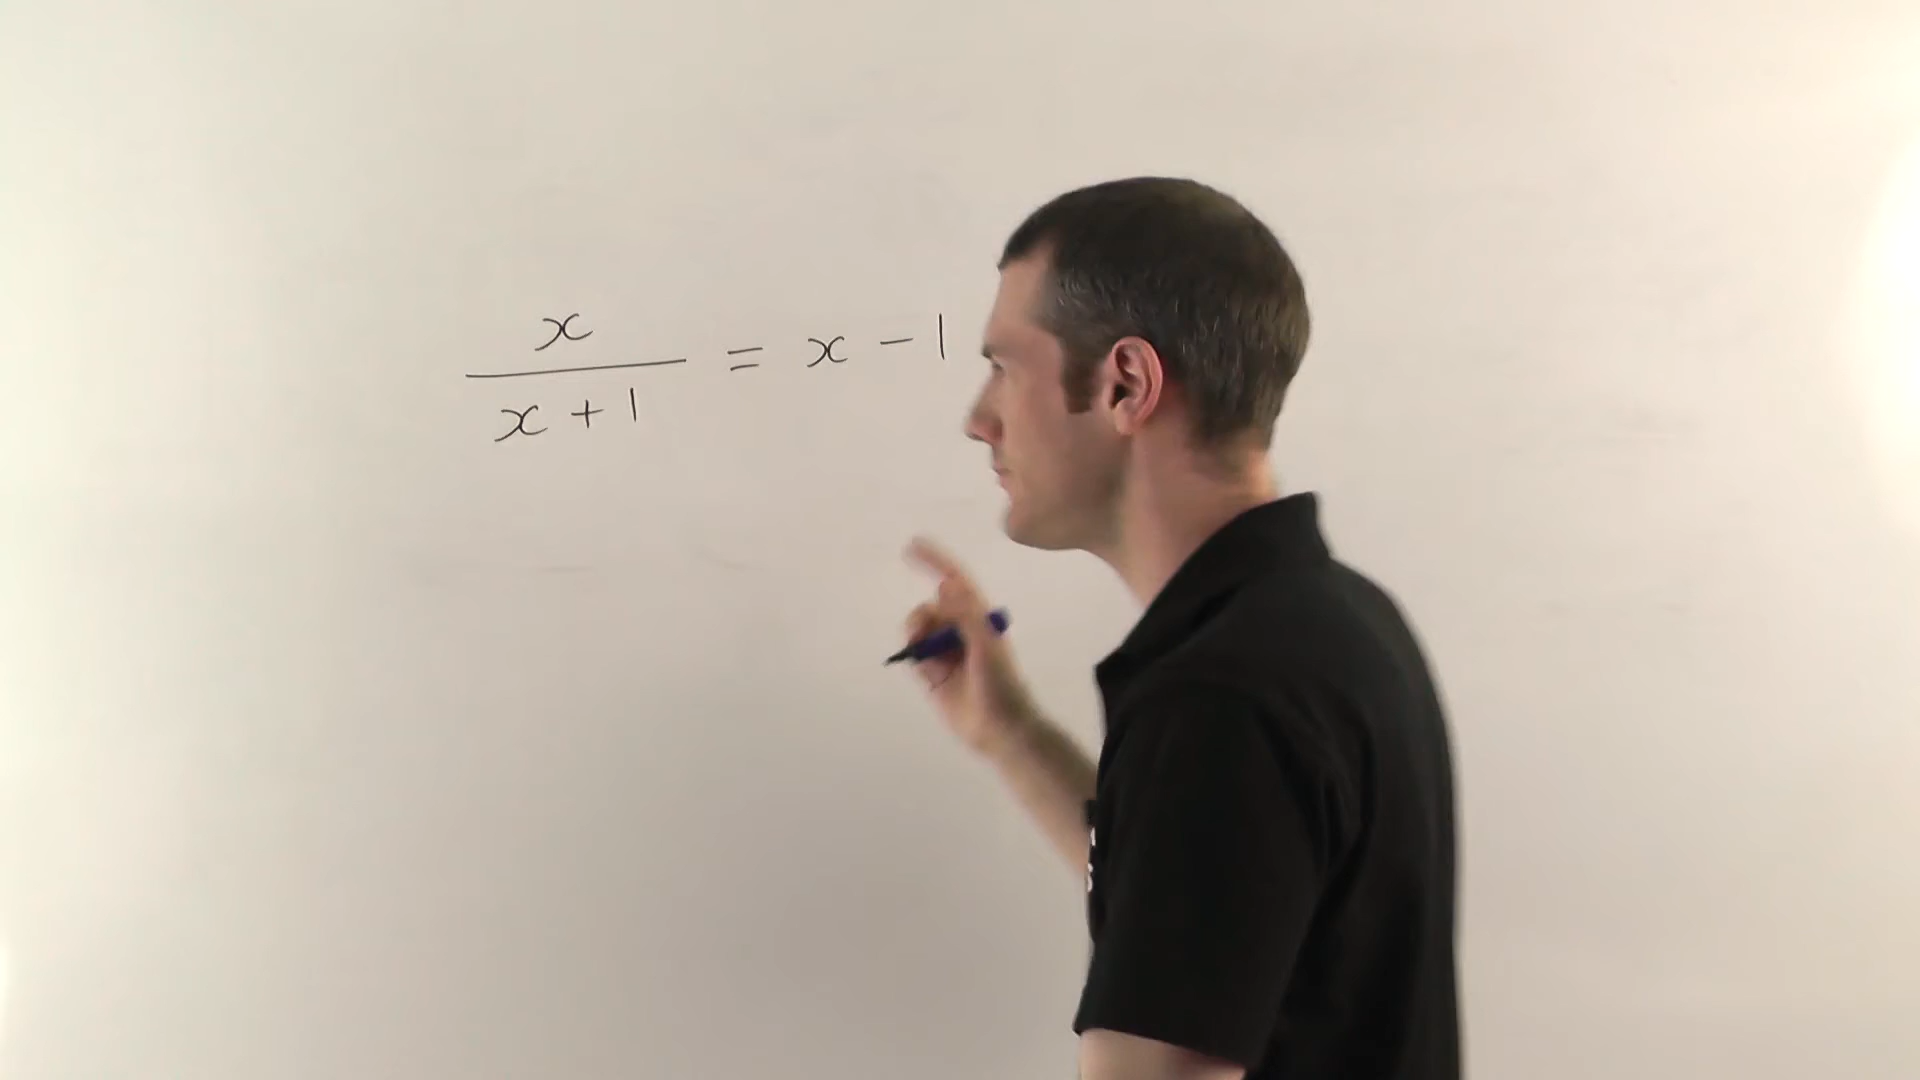 x
x + 1 = x - 1